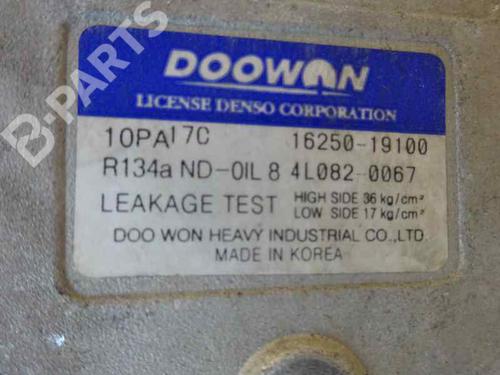 B-PARTS
DOOWON
LICENSE DENSO CORPORATION
10PA17C 16250-19100
R134a ND-OIL 8 4L082-0067
LEAKAGE TEST HIGH SIDE 36 kg/cm²
LOW SIDE 17 kg/cm²
DOO WON HEAVY INDUSTRIAL CO.,LTD.
MADE IN KOREA